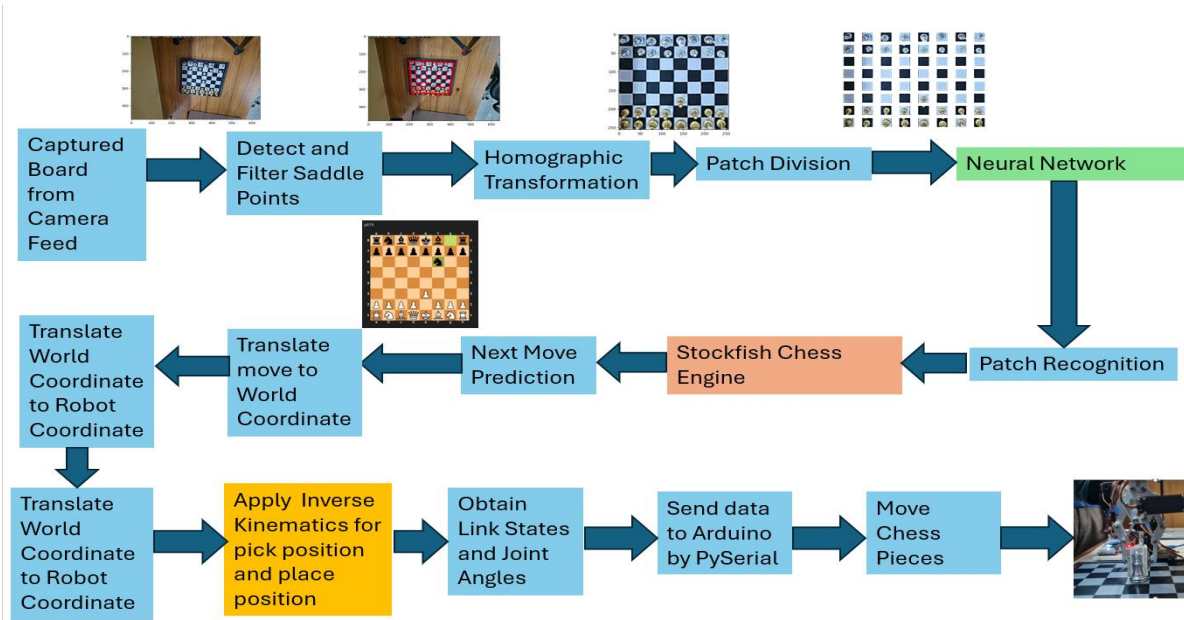 Captured
Board
from
Camera
Feed
Detect and
Filter Saddle
Points
Homographic
Transformation
Patch Division
Neural Network
Translate
World
Coordinate
to Robot
Coordinate
Translate
move to
World
Coordinate
Next Move
Prediction
Stockfish Chess
Engine
Patch Recognition
Translate
World
Coordinate
to Robot
Coordinate
Apply Inverse
Kinematics for
pick position
and place
position
Obtain
Link States
and Joint
Angles
Send data
to Arduino
by PySerial
Move
Chess
Pieces